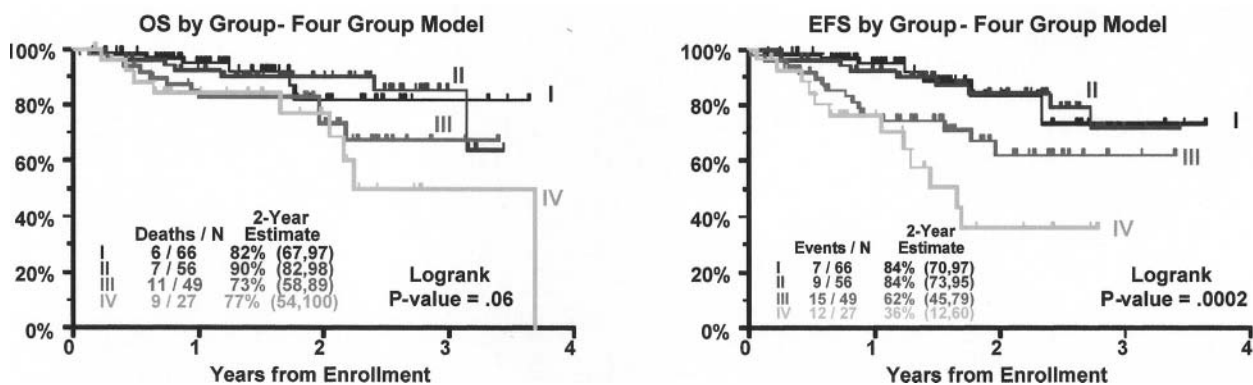 OS by Group- Four Group Model
100%
80%
60%
40%
20%
0%
II
I
III
IV
2-Year
Deaths / N Estimate
I 6 / 66 82% (67,97)
II 7 / 56 90% (82,98)
III 11 / 49 73% (58,89)
IV 9 / 27 77% (54,100)
Logrank
P-value = .06
0 1 2 3 4
Years from Enrollment
EFS by Group- Four Group Model
100%
80%
60%
40%
20%
0%
II
I
III
IV
2-Year
Events / N Estimate
I 7 / 66 84% (70,97)
II 9 / 56 84% (73,95)
III 15 / 49 62% (45,79)
IV 12 / 27 36% (12,60)
Logrank
P-value = .0002
0 1 2 3 4
Years from Enrollment